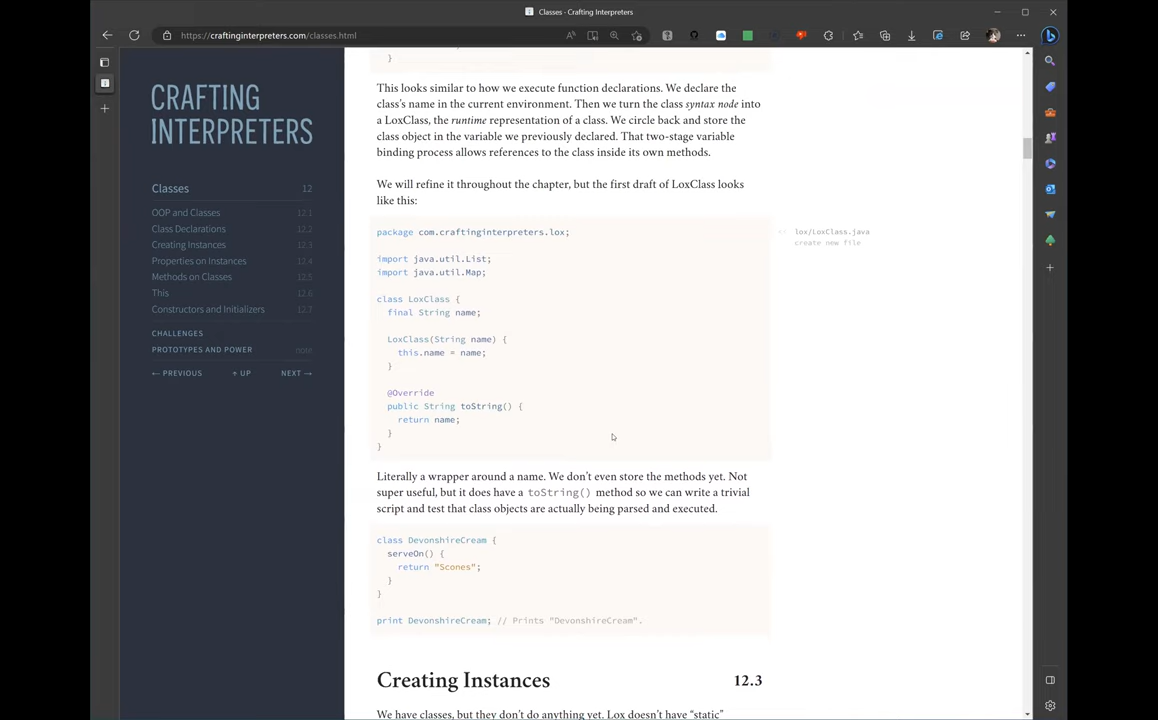 Classes - Crafting Interpreters
https://craftinginterpreters.com/classes.html
CRAFTING
INTERPRETERS
Classes 12
OOP and Classes 12.1
Class Declarations 12.2
Creating Instances 12.3
Properties on Instances 12.4
Methods on Classes 12.5
This 12.6
Constructors and Initializers 12.7
CHALLENGES
PROTOTYPES AND POWER note
← PREVIOUS ↑ UP NEXT →
}
This looks similar to how we execute function declarations. We declare the
class's name in the current environment. Then we turn the class syntax node into
a LoxClass, the runtime representation of a class. We circle back and store the
class object in the variable we previously declared. That two-stage variable
binding process allows references to the class inside its own methods.
We will refine it throughout the chapter, but the first draft of LoxClass looks
like this:
package com.craftinginterpreters.lox;
import java.util.List;
import java.util.Map;
class LoxClass {
final String name;
LoxClass(String name) {
this.name = name;
}
@Override
public String toString() {
return name;
}
}
lox/LoxClass.java
create new file
Literally a wrapper around a name. We don't even store the methods yet. Not
super useful, but it does have a toString() method so we can write a trivial
script and test that class objects are actually being parsed and executed.
class DevonshireCream {
serveOn() {
return "Scones";
}
}
print DevonshireCream; // Prints "DevonshireCream".
Creating Instances 12.3
We have classes, but they don't do anything yet. Lox doesn't have "static"